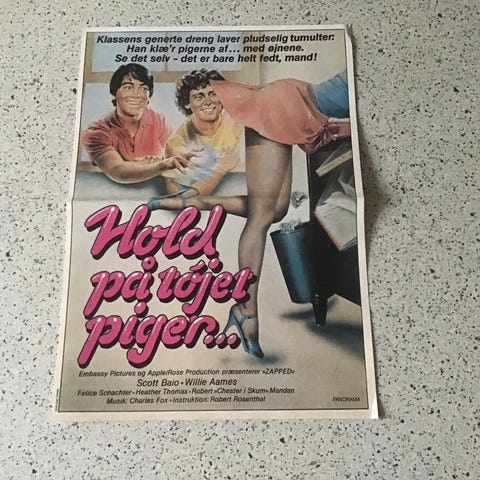 Klassens generte dreng laver pludselig tumulter:
Han klæ'r pigerne af... med øjnene.
Se det selv - det er bare helt fedt, mand!
Hold
på tøjet
piger...
Embassy Pictures og Apple/Rose Production præsenterer »ZAPPED«
Scott Baio • Willie Aames
Felice Schachter • Heather Thomas • Robert »Chester i Skum« Mandan
Musik: Charles Fox • Instruktion: Robert Rosenthal
PANORAMA